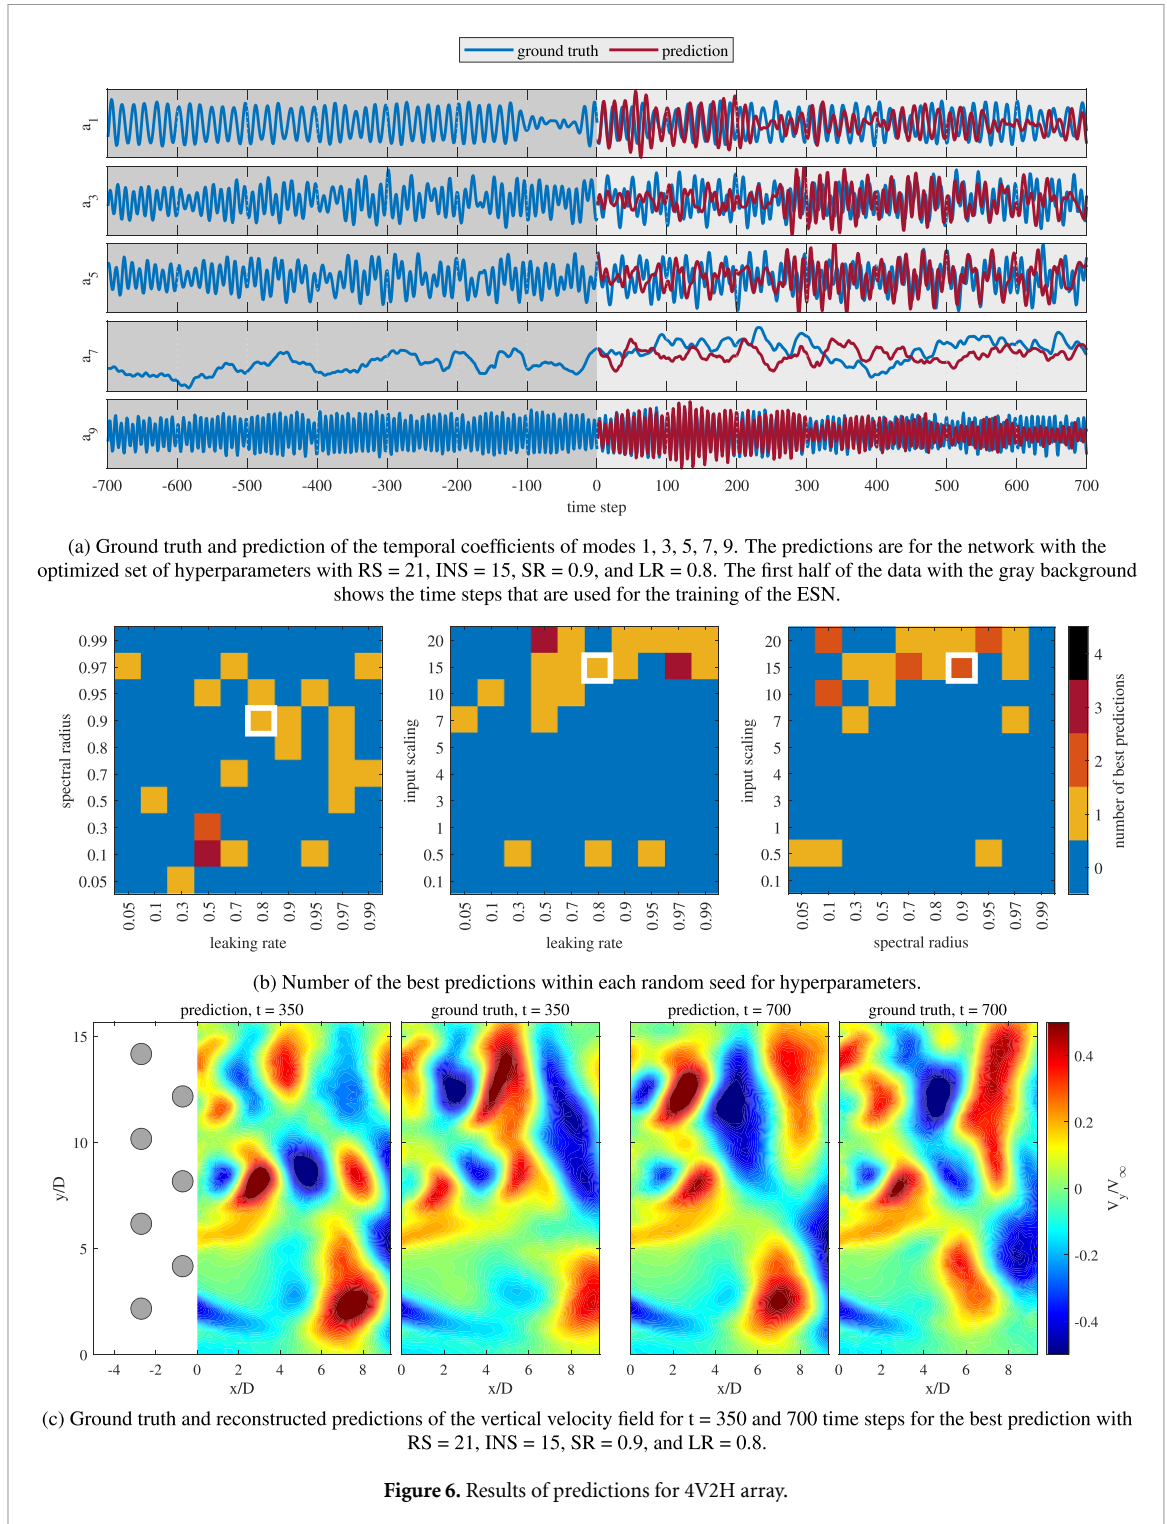 ground truth prediction
a1
a3
a5
a7
a9
-700 -600 -500 -400 -300 -200 -100 0 100 200 300 400 500 600 700
time step
(a) Ground truth and prediction of the temporal coefficients of modes 1, 3, 5, 7, 9. The predictions are for the network with the
optimized set of hyperparameters with RS = 21, INS = 15, SR = 0.9, and LR = 0.8. The first half of the data with the gray background
shows the time steps that are used for the training of the ESN.
spectral radius
0.99
0.97
0.95
0.9
0.8
0.7
0.5
0.3
0.1
0.05
0.05 0.1 0.3 0.5 0.7 0.8 0.9 0.95 0.97 0.99
leaking rate
input scaling
20
15
10
7
5
4
3
1
0.5
0.1
0.05 0.1 0.3 0.5 0.7 0.8 0.9 0.95 0.97 0.99
leaking rate
input scaling
20
15
10
7
5
4
3
1
0.5
0.1
0.05 0.1 0.3 0.5 0.7 0.8 0.9 0.95 0.97 0.99
spectral radius
4
3
2
1
0
number of best predictions
(b) Number of the best predictions within each random seed for hyperparameters.
prediction, t = 350 ground truth, t = 350 prediction, t = 700 ground truth, t = 700
y/D
15
10
5
0
-4 -2 0 2 4 6 8 0 2 4 6 8 0 2 4 6 8 0 2 4 6 8
x/D x/D x/D x/D
0.4
0.2
0
-0.2
-0.4
Vy/V∞
(c) Ground truth and reconstructed predictions of the vertical velocity field for t = 350 and 700 time steps for the best prediction with
RS = 21, INS = 15, SR = 0.9, and LR = 0.8.
Figure 6. Results of predictions for 4V2H array.